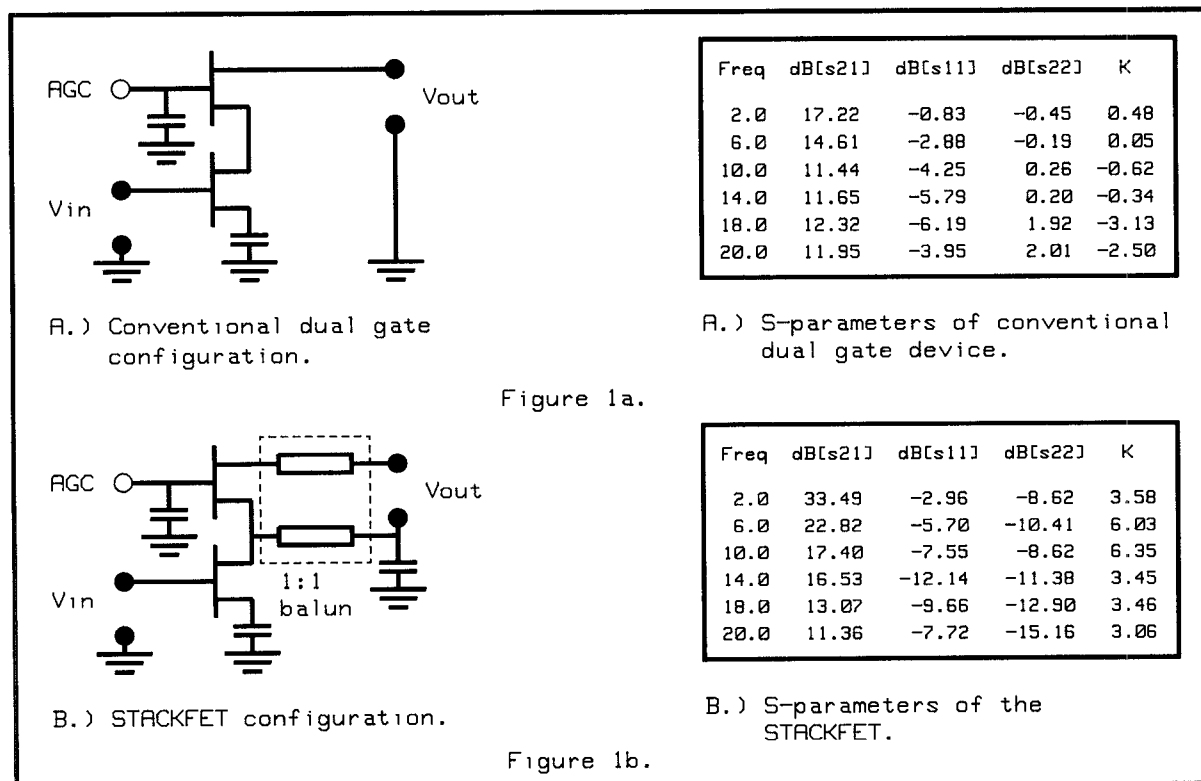 AGC
Vout
Vin
A.) Conventional dual gate
configuration.
Freq dB[s21] dB[s11] dB[s22] K
2.0 17.22 -0.83 -0.45 0.48
6.0 14.61 -2.88 -0.19 0.05
10.0 11.44 -4.25 0.26 -0.62
14.0 11.65 -5.79 0.20 -0.34
18.0 12.32 -6.19 1.92 -3.13
20.0 11.95 -3.95 2.01 -2.50
A.) S-parameters of conventional
dual gate device.
Figure 1a.
AGC
Vout
Vin
1:1
balun
B.) STACKFET configuration.
Freq dB[s21] dB[s11] dB[s22] K
2.0 33.49 -2.96 -8.62 3.58
6.0 22.82 -5.70 -10.41 6.03
10.0 17.40 -7.55 -8.62 6.35
14.0 16.53 -12.14 -11.38 3.45
18.0 13.07 -9.66 -12.90 3.46
20.0 11.36 -7.72 -15.16 3.06
B.) S-parameters of the
STACKFET.
Figure 1b.